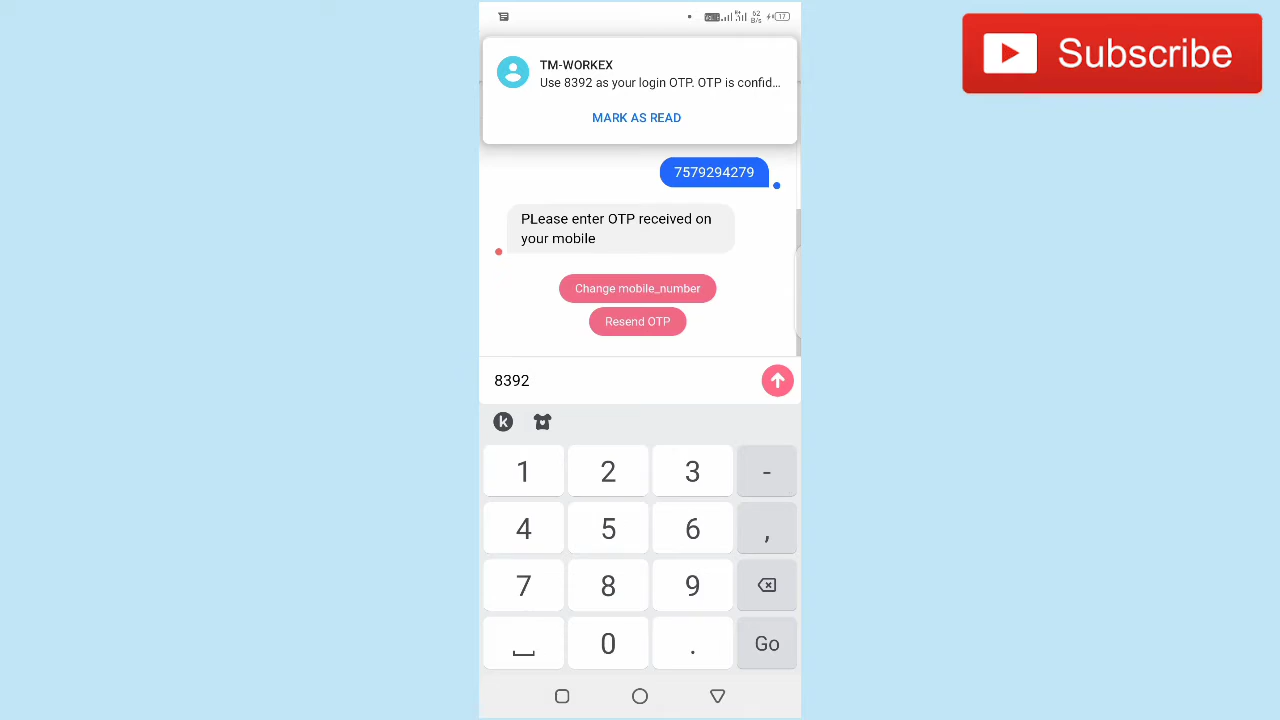 Subscribe
62
B/s
17
TM-WORKEX
Use 8392 as your login OTP. OTP is confid...
MARK AS READ
7579294279
PLease enter OTP received on
your mobile
Change mobile_number
Resend OTP
8392
k
1 2 3 -
4 5 6 ,
7 8 9
0 . Go